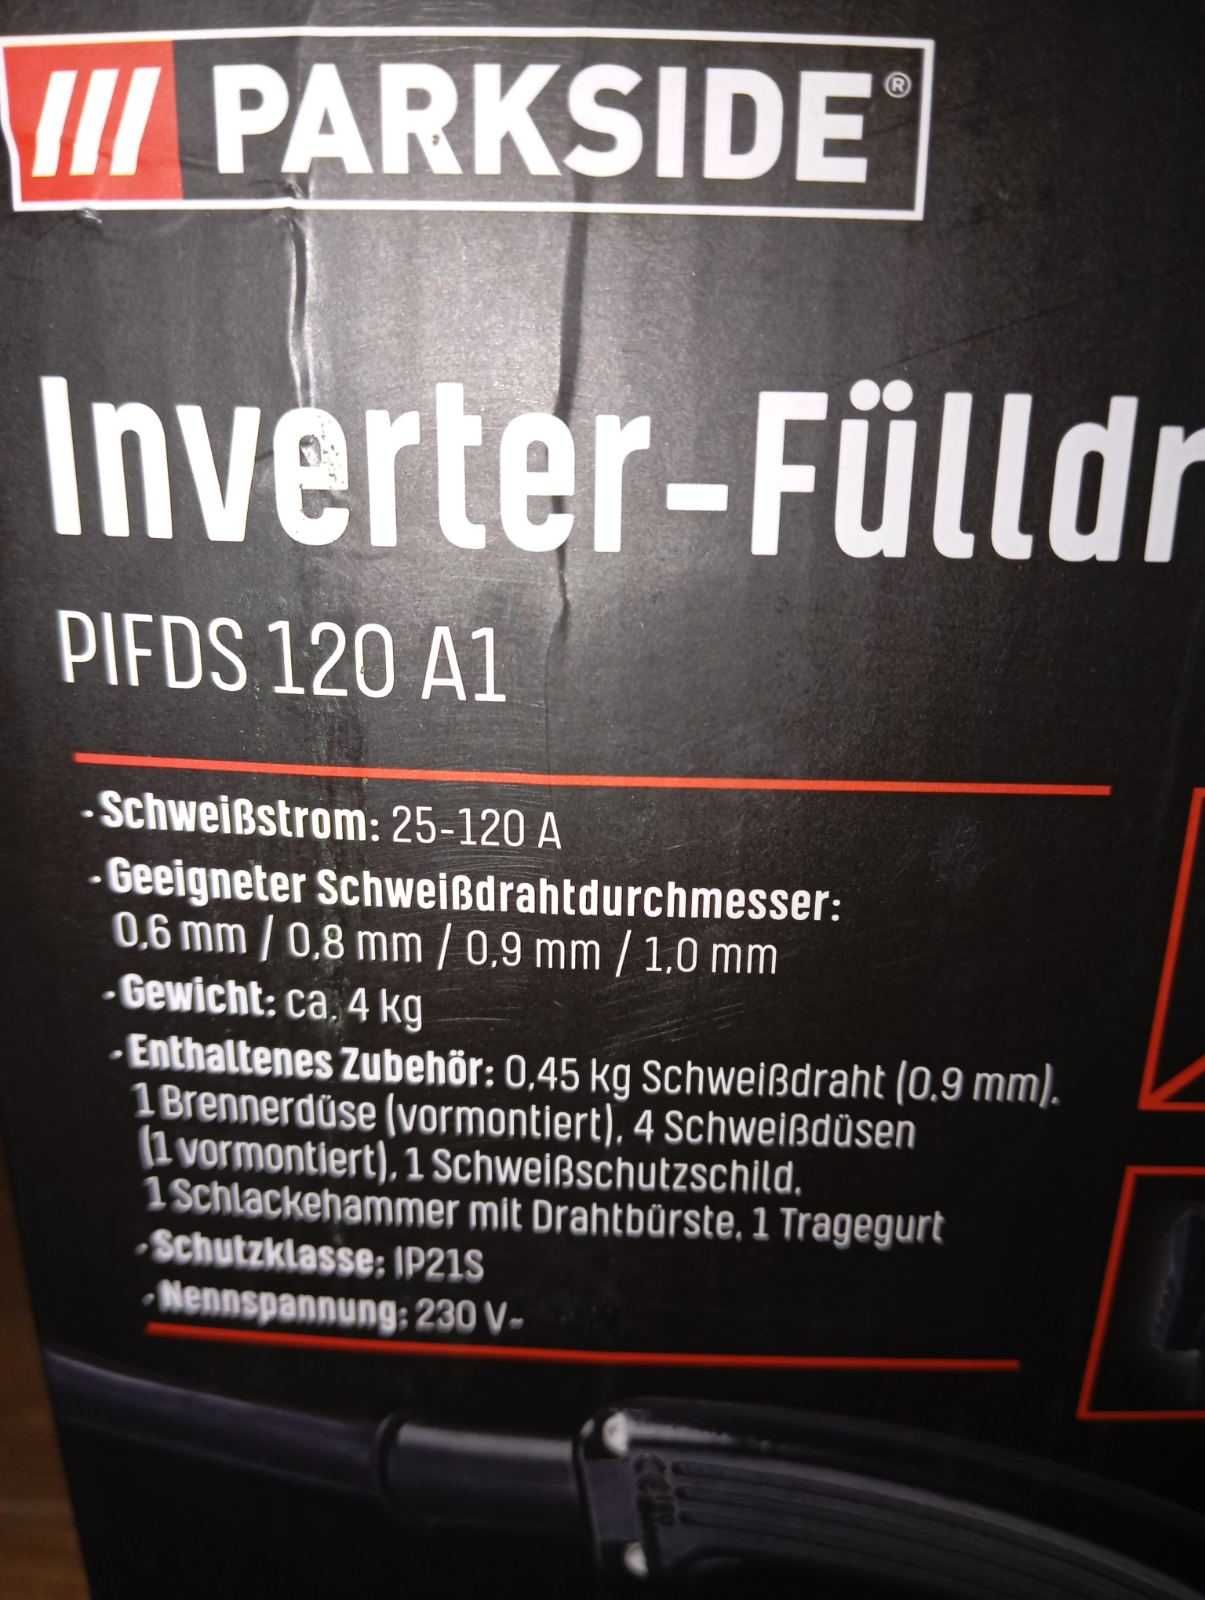 PARKSIDE®
Inverter-Fülldr
PIFDS 120 A1
- Schweißstrom: 25-120 A
- Geeigneter Schweißdrahtdurchmesser:
0,6 mm / 0,8 mm / 0,9 mm / 1,0 mm
- Gewicht: ca. 4 kg
- Enthaltenes Zubehör: 0,45 kg Schweißdraht (0,9 mm),
1 Brennerdüse (vormontiert), 4 Schweißdüsen
(1 vormontiert), 1 Schweißschutzschild,
1 Schlackehammer mit Drahtbürste, 1 Tragegurt
- Schutzklasse: IP21S
- Nennspannung: 230 V~